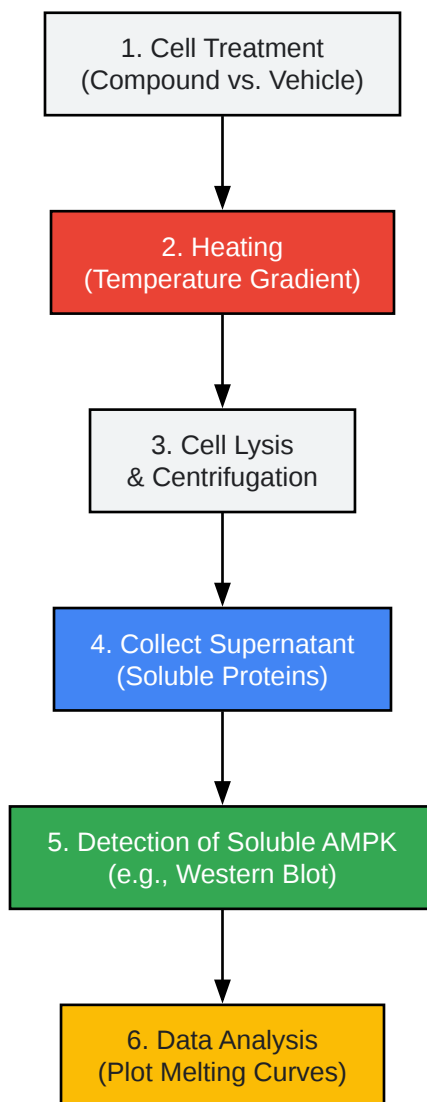 1. Cell Treatment
(Compound vs. Vehicle)
2. Heating
(Temperature Gradient)
3. Cell Lysis
& Centrifugation
4. Collect Supernatant
(Soluble Proteins)
5. Detection of Soluble AMPK
(e.g., Western Blot)
6. Data Analysis
(Plot Melting Curves)